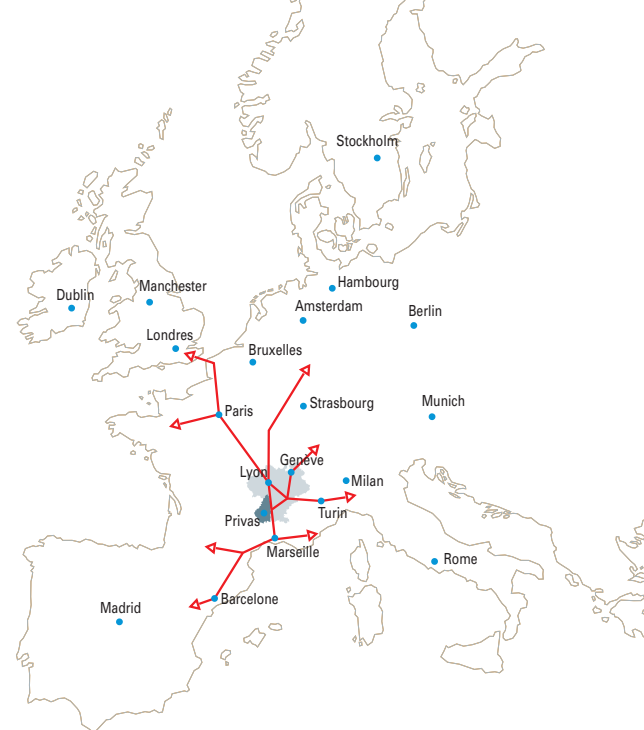 Stockholm
Hambourg
Manchester
Dublin
Amsterdam
Berlin
Londres
Bruxelles
Strasbourg
Munich
Paris
Genève
Lyon
Milan
Turin
Privas
Marseille
Rome
Barcelone
Madrid